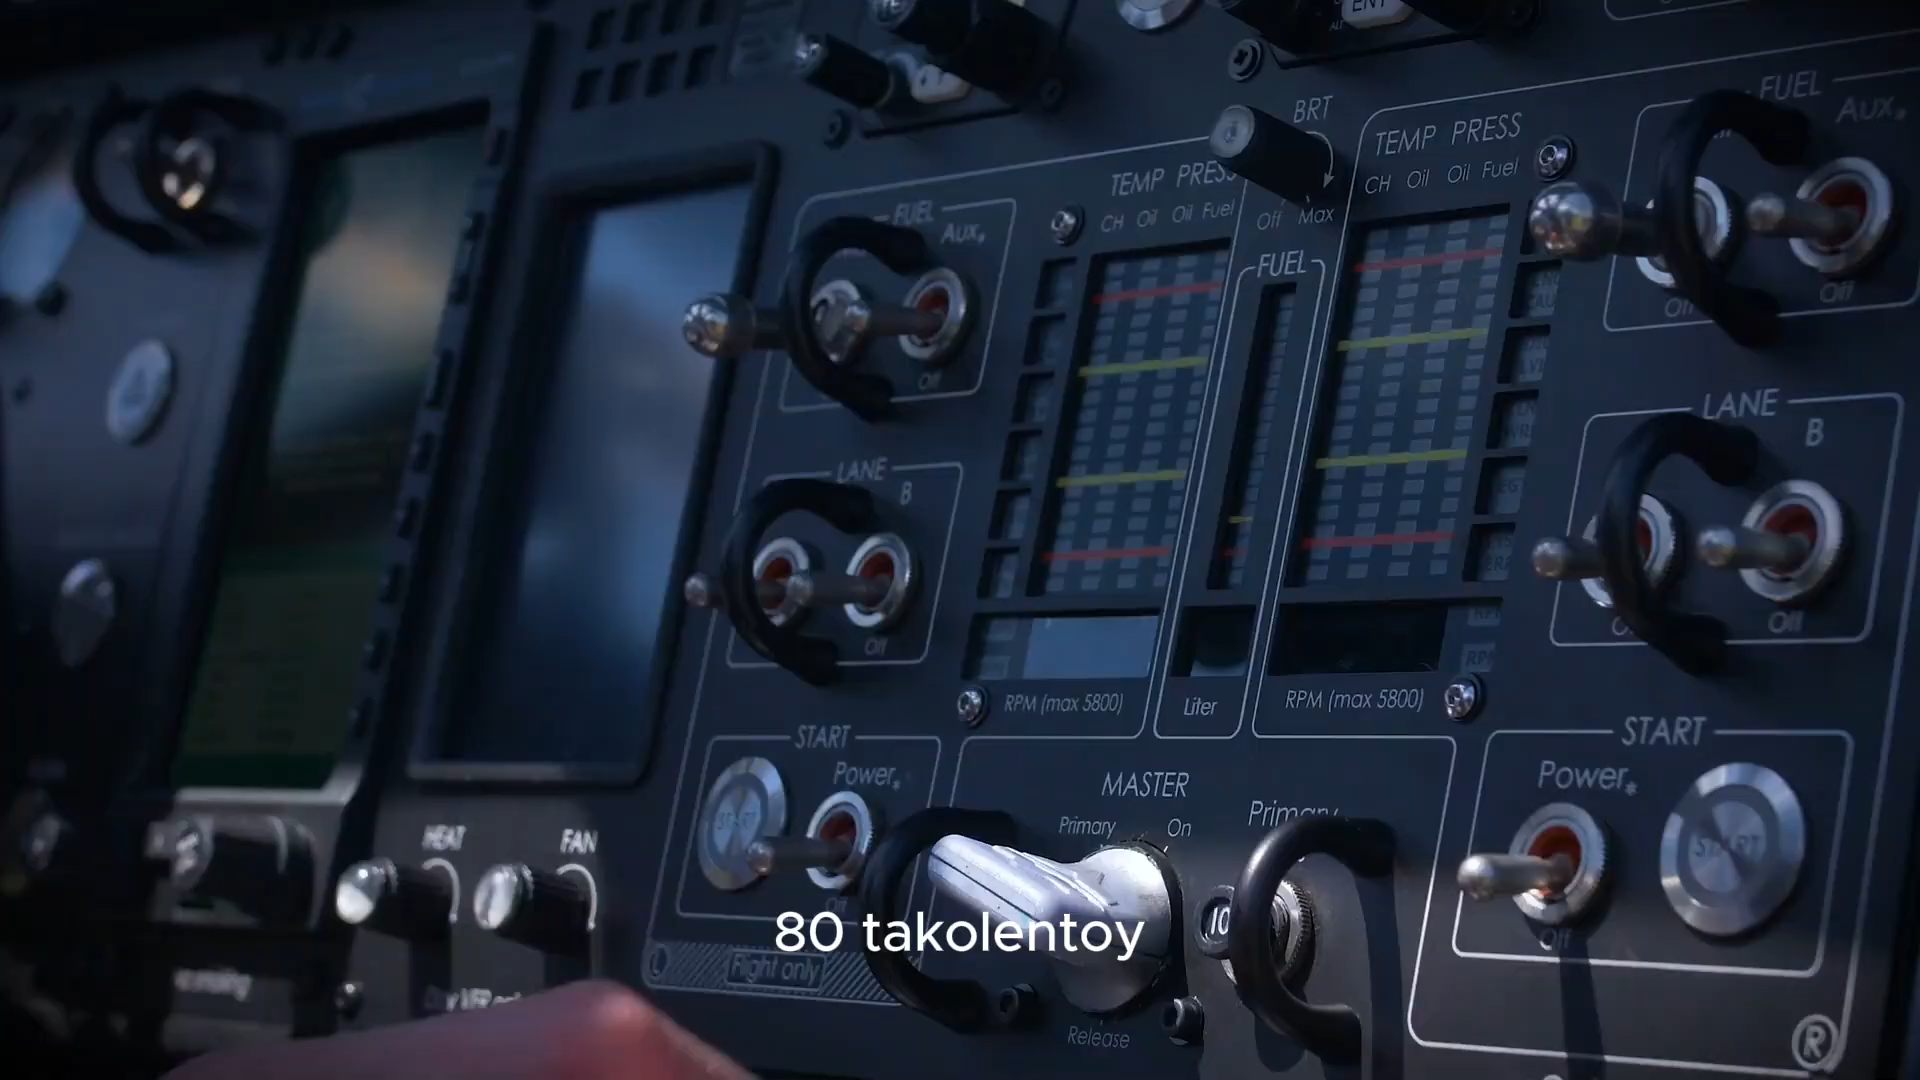 ENT
BRT
FUEL
Aux.
TEMP PRESS
CH Oil Oil Fuel
Off Max
TEMP PRESS
CH Oil Oil Fuel
FUEL
Aux.
Off
FUEL
Off
LANE
B
Off
LANE
B
Off
RPM (max 5800)
Liter
RPM (max 5800)
START
Power
START
Off
MASTER
Primary On
Primary
START
Power
START
Off
HEAT
FAN
80 takolentoy
Flight only
L
Release
R